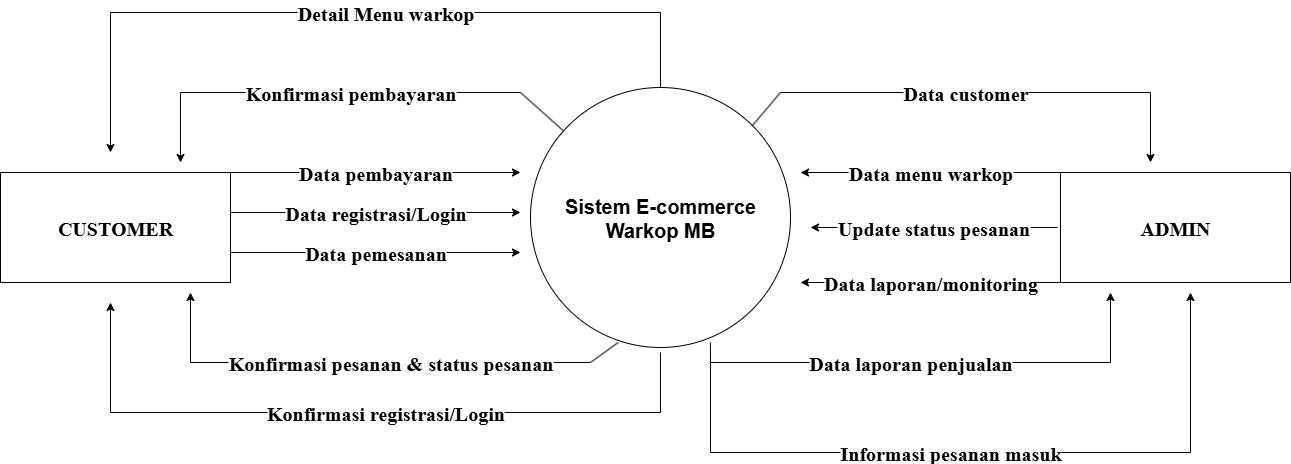 Detail Menu warkop
Konfirmasi pembayaran
Data customer
Data pembayaran
Data menu warkop
Data registrasi/Login
Sistem E-commerce
Warkop MB
CUSTOMER
Update status pesanan
ADMIN
Data pemesanan
Data laporan/monitoring
Konfirmasi pesanan & status pesanan
Data laporan penjualan
Konfirmasi registrasi/Login
Informasi pesanan masuk